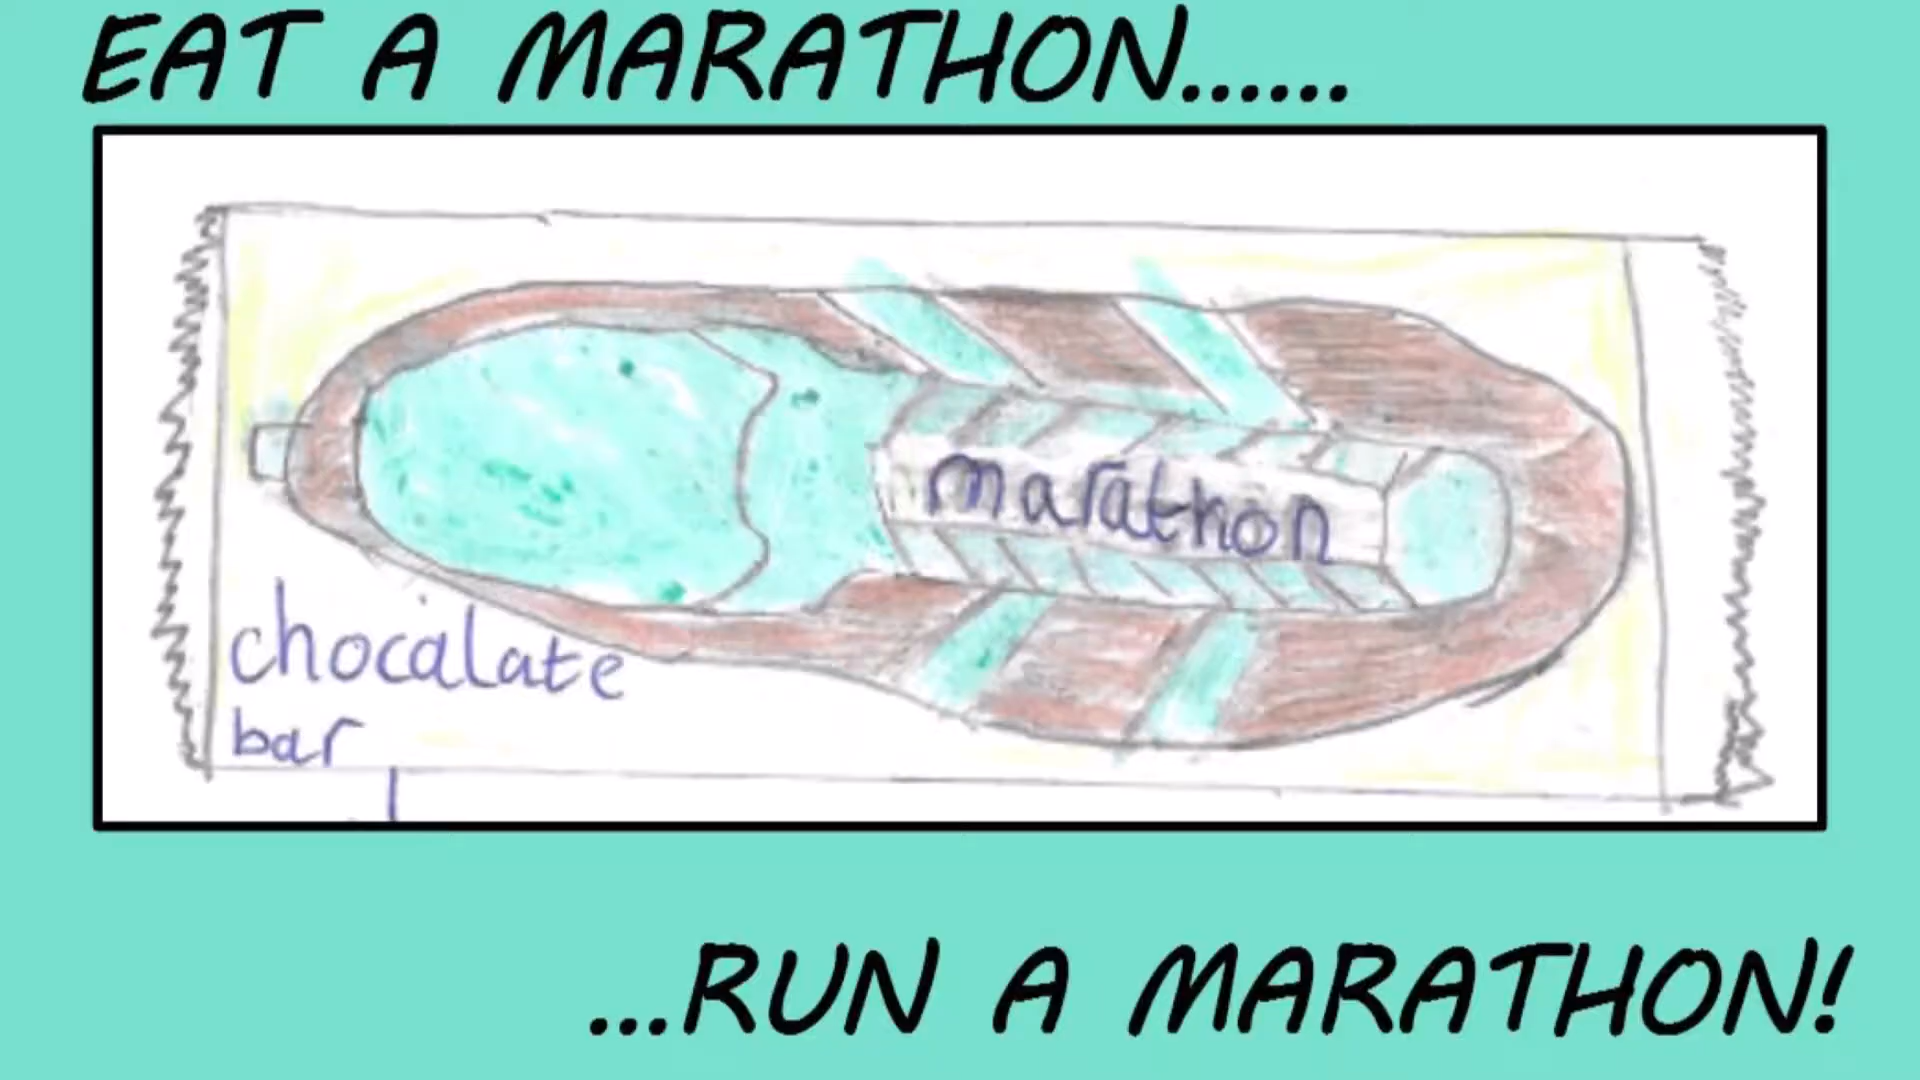 EAT A MARATHON......
marathon
chocalate
bar
...RUN A MARATHON!